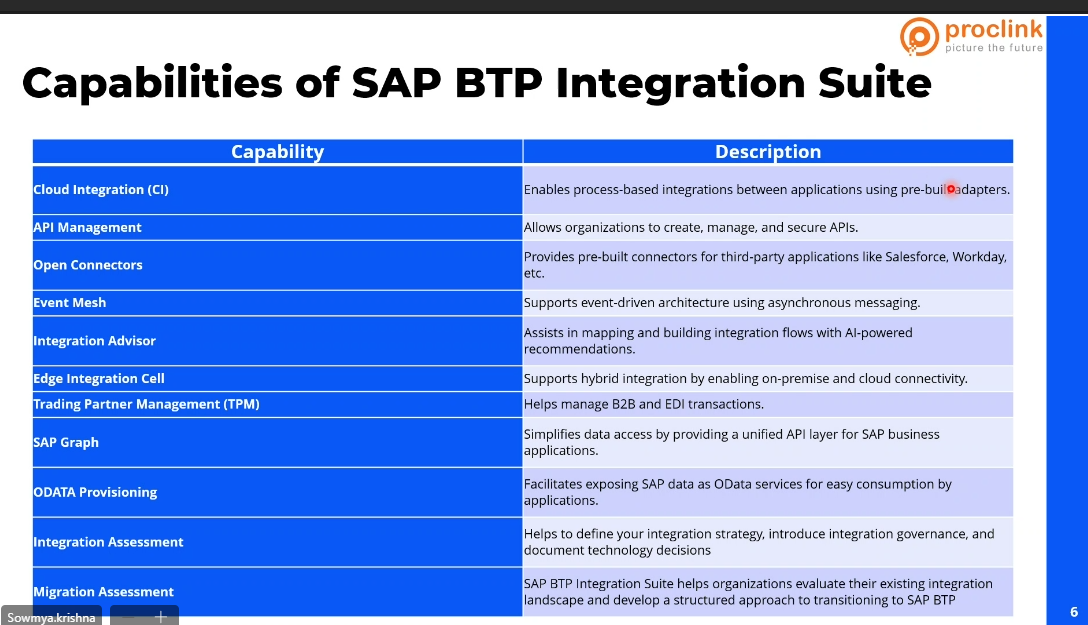 proclink
picture the future
Capabilities of SAP BTP Integration Suite
Capability Description
Cloud Integration (CI) Enables process-based integrations between applications using pre-built adapters.
API Management Allows organizations to create, manage, and secure APIs.
Open Connectors Provides pre-built connectors for third-party applications like Salesforce, Workday,
etc.
Event Mesh Supports event-driven architecture using asynchronous messaging.
Integration Advisor Assists in mapping and building integration flows with AI-powered
recommendations.
Edge Integration Cell Supports hybrid integration by enabling on-premise and cloud connectivity.
Trading Partner Management (TPM) Helps manage B2B and EDI transactions.
SAP Graph Simplifies data access by providing a unified API layer for SAP business
applications.
ODATA Provisioning Facilitates exposing SAP data as OData services for easy consumption by
applications.
Integration Assessment Helps to define your integration strategy, introduce integration governance, and
document technology decisions
Migration Assessment SAP BTP Integration Suite helps organizations evaluate their existing integration
landscape and develop a structured approach to transitioning to SAP BTP
Sowmya.krishna
6